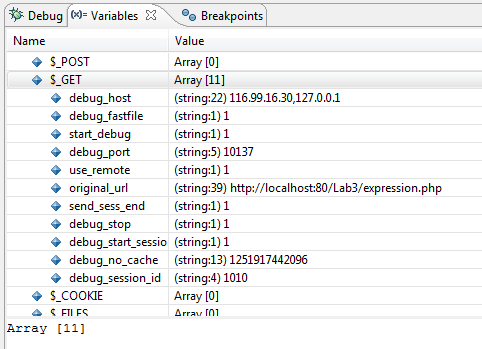 Debug (x)= Variables Breakpoints
Name Value
$_POST Array [0]
$_GET Array [11]
debug_host (string:22) 116.99.16.30,127.0.0.1
debug_fastfile (string:1) 1
start_debug (string:1) 1
debug_port (string:5) 10137
use_remote (string:1) 1
original_url (string:39) http://localhost:80/Lab3/expression.php
send_sess_end (string:1) 1
debug_stop (string:1) 1
debug_start_sessio (string:1) 1
debug_no_cache (string:13) 1251917442096
debug_session_id (string:4) 1010
$_COOKIE Array [0]
$_FILES Array [0]
Array [11]